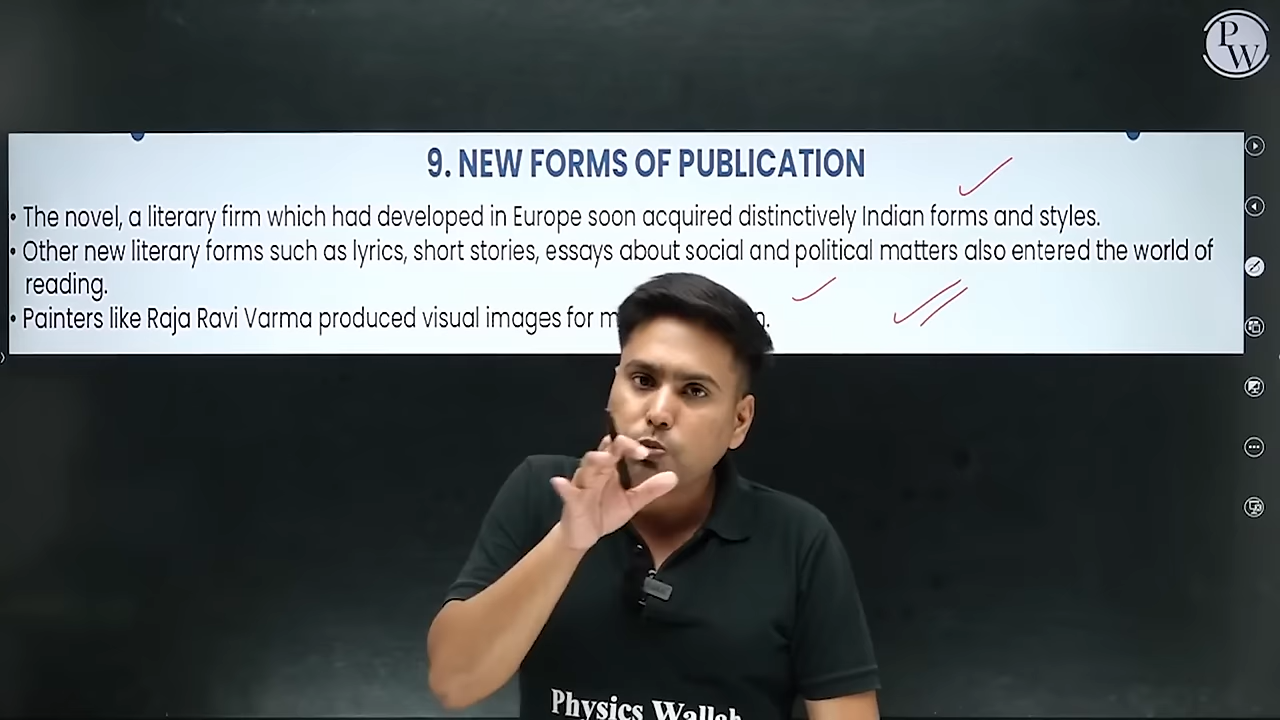 PW
9. NEW FORMS OF PUBLICATION
• The novel, a literary firm which had developed in Europe soon acquired distinctively Indian forms and styles.
• Other new literary forms such as lyrics, short stories, essays about social and political matters also entered the world of
reading.
• Painters like Raja Ravi Varma produced visual images for
Physics Wallah